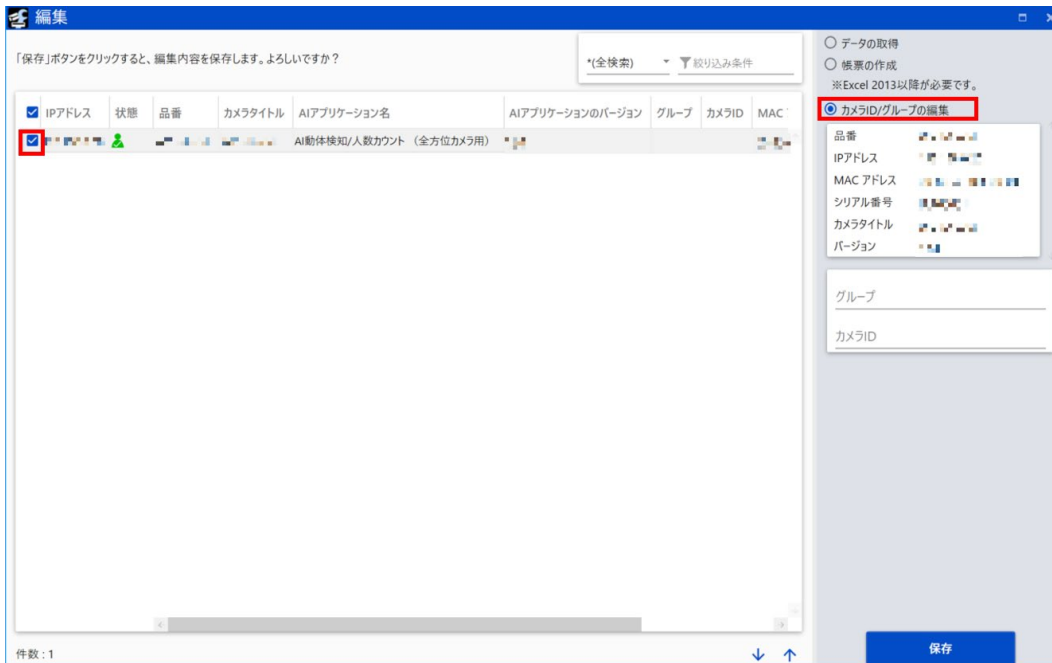 編集
「保存」ボタンをクリックすると、編集内容を保存します。よろしいですか？
*(全検索)
絞り込み条件
IPアドレス 状態 品番 カメラタイトル AIアプリケーション名 AIアプリケーションのバージョン グループ カメラID MAC
AI動体検知/人数カウント （全方位カメラ用）
件数 : 1
データの取得
帳票の作成
※Excel 2013以降が必要です。
カメラID/グループの編集
品番
IPアドレス
MAC アドレス
シリアル番号
カメラタイトル
バージョン
グループ
カメラID
保存